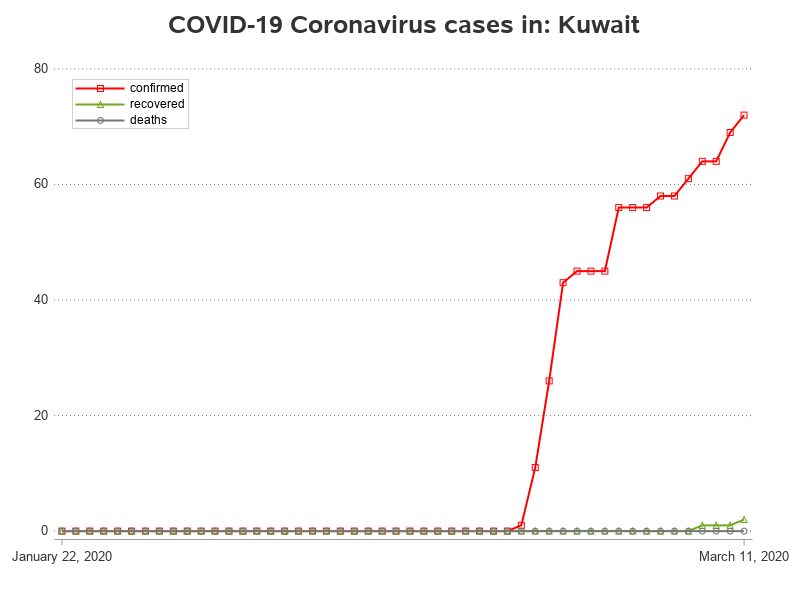 COVID-19 Coronavirus cases in: Kuwait
80
confirmed
recovered
deaths
60
40
20
0
January 22, 2020
March 11, 2020